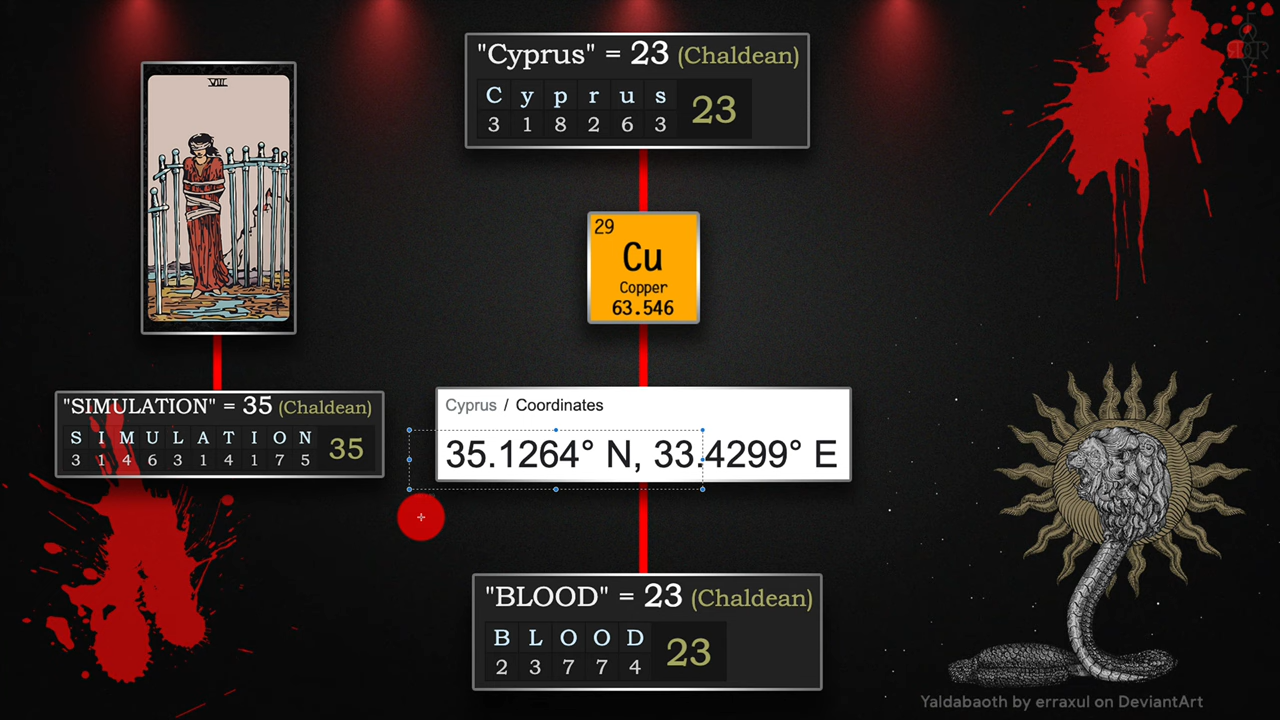 VIII
"Cyprus" = 23 (Chaldean)
C y p r u s
3 1 8 2 6 3
23
29
Cu
Copper
63.546
"SIMULATION" = 35 (Chaldean)
S I M U L A T I O N
3 1 4 6 3 1 4 1 7 5
35
Cyprus / Coordinates
35.1264° N, 33.4299° E
"BLOOD" = 23 (Chaldean)
B L O O D
2 3 7 7 4
23
Yaldabaoth by erraxul on DeviantArt